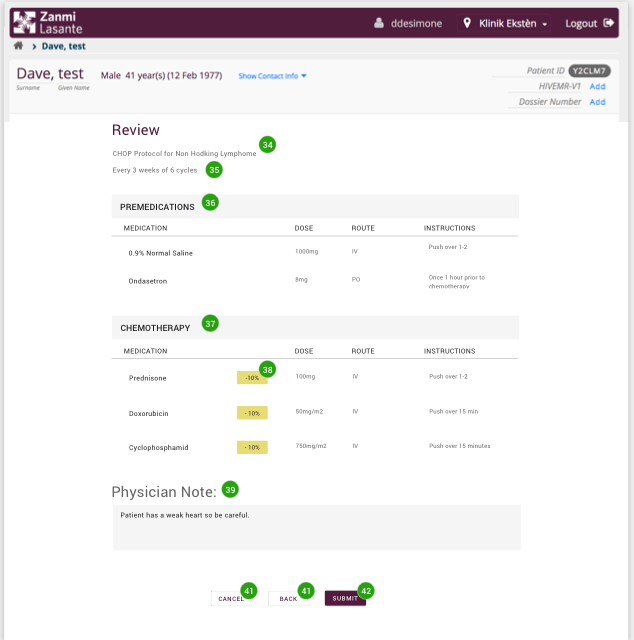 Zanmi Lasante
ddesimone
Klinik Ekstèn
Logout
Dave, test
Dave, test
Surname
Given Name
Male 41 year(s) (12 Feb 1977)
Show Contact Info
Patient ID Y2CLM7
HIVEMR-V1 Add
Dossier Number Add
Review
CHOP Protocol for Non Hodking Lymphome 34
Every 3 weeks of 6 cycles 35
PREMEDICATIONS 36
MEDICATION DOSE ROUTE INSTRUCTIONS
0.9% Normal Saline 1000mg IV Push over 1-2
Ondasetron 8mg PO Once 1 hour prior to
chemotherapy
CHEMOTHERAPY 37
MEDICATION DOSE ROUTE INSTRUCTIONS
Prednisone -10% 38 100mg IV Push over 1-2
Doxorubicin - 10% 50mg/m2 IV Push over 15 min
Cyclophosphamid - 10% 750mg/m2 IV Push over 15 minutes
Physician Note: 39
Patient has a weak heart so be careful.
CANCEL 41 BACK 41 SUBMIT 42